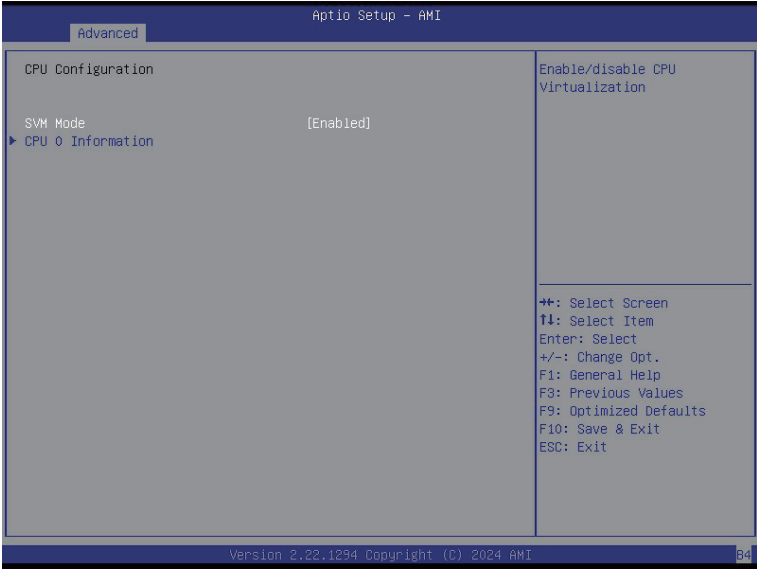 Aptio Setup – AMI
Advanced
CPU Configuration
SVM Mode [Enabled]
CPU 0 Information
Enable/disable CPU
Virtualization
→←: Select Screen
↑↓: Select Item
Enter: Select
+/-: Change Opt.
F1: General Help
F3: Previous Values
F9: Optimized Defaults
F10: Save & Exit
ESC: Exit
Version 2.22.1294 Copyright (C) 2024 AMI
B4